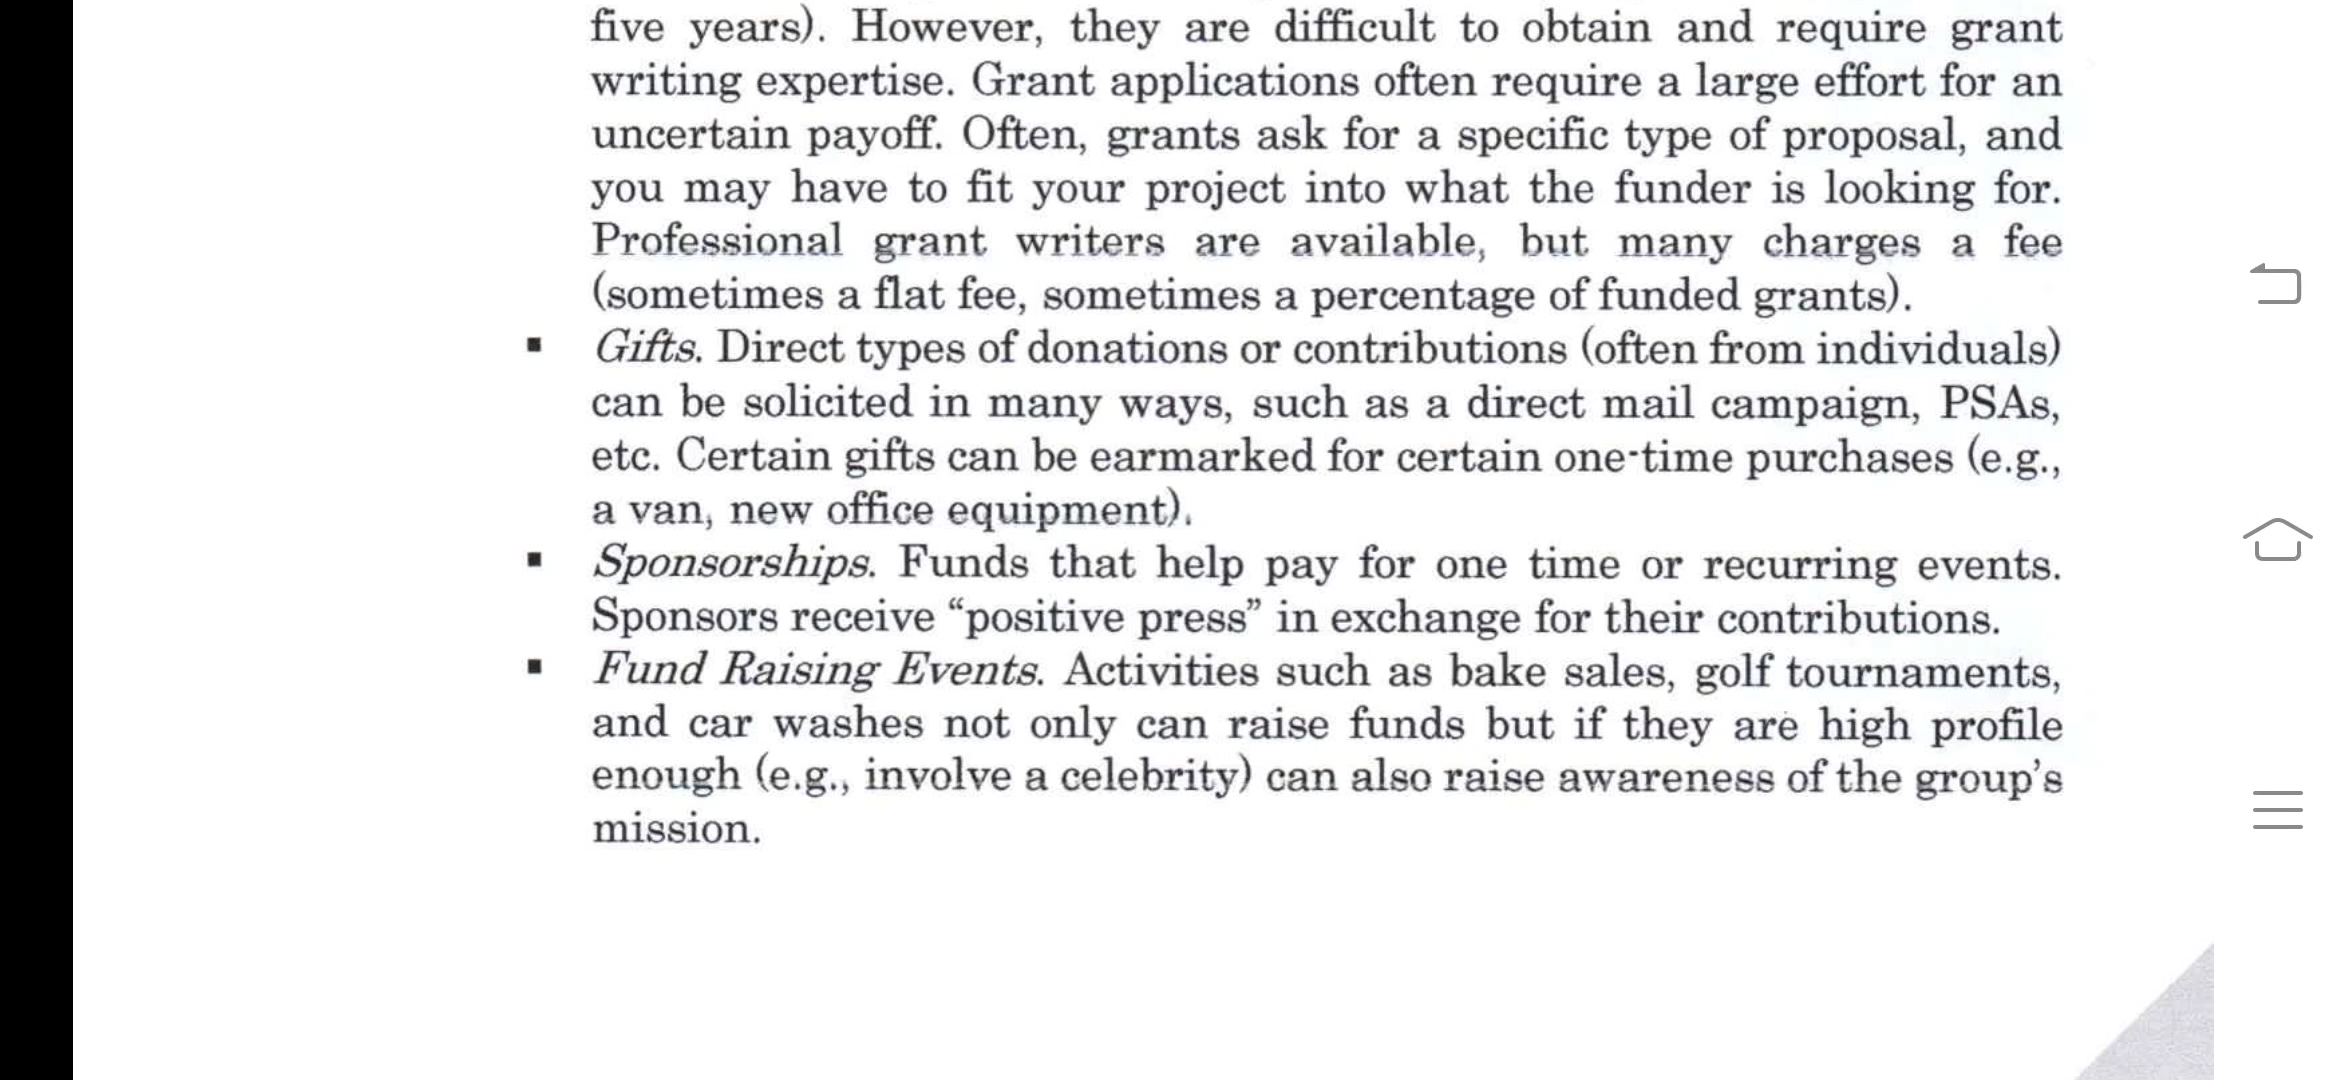 five years). However, they are difficult to obtain and require grant
writing expertise. Grant applications often require a large effort for an
uncertain payoff. Often, grants ask for a specific type of proposal, and
you may have to fit your project into what the funder is looking for.
Professional grant writers are available, but many charges a fee
(sometimes a flat fee, sometimes a percentage of funded grants).
▪ Gifts. Direct types of donations or contributions (often from individuals)
can be solicited in many ways, such as a direct mail campaign, PSAs,
etc. Certain gifts can be earmarked for certain one-time purchases (e.g.,
a van, new office equipment).
▪ Sponsorships. Funds that help pay for one time or recurring events.
Sponsors receive “positive press” in exchange for their contributions.
▪ Fund Raising Events. Activities such as bake sales, golf tournaments,
and car washes not only can raise funds but if they are high profile
enough (e.g., involve a celebrity) can also raise awareness of the group’s
mission.